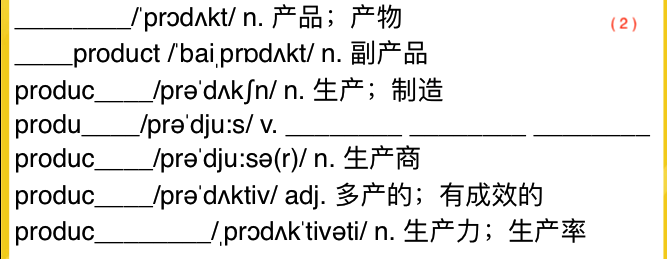 ________/ˈprɔdʌkt/ n. 产品；产物 (2)
____product /ˈbaiˌprɒdʌkt/ n. 副产品
produc____/prəˈdʌkʃn/ n. 生产；制造
produ____/prəˈdju:s/ v. ________ ________ ________
produc____/prəˈdju:sə(r)/ n. 生产商
produc____/prəˈdʌktiv/ adj. 多产的；有成效的
produc________/ˌprɔdʌkˈtivəti/ n. 生产力；生产率